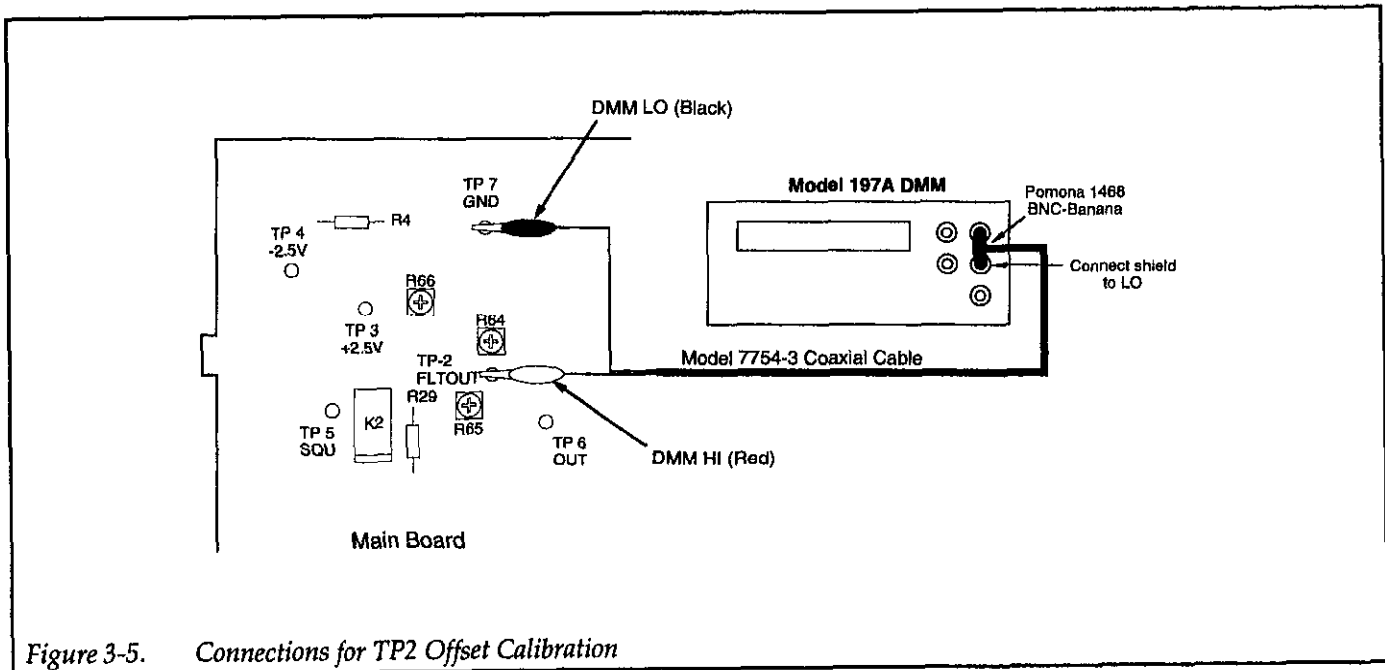 DMM LO (Black)
TP 7
GND
Model 197A DMM
Pomona 1468
BNC-Banana
R4
TP 4
-2.5V
Connect shield
to LO
R66
TP 3
+2.5V
R64
Model 7754-3 Coaxial Cable
TP-2
FLTOUT
R29
K2
TP 5
SQU
R65
TP 6
OUT
DMM HI (Red)
Main Board
Figure 3-5. Connections for TP2 Offset Calibration